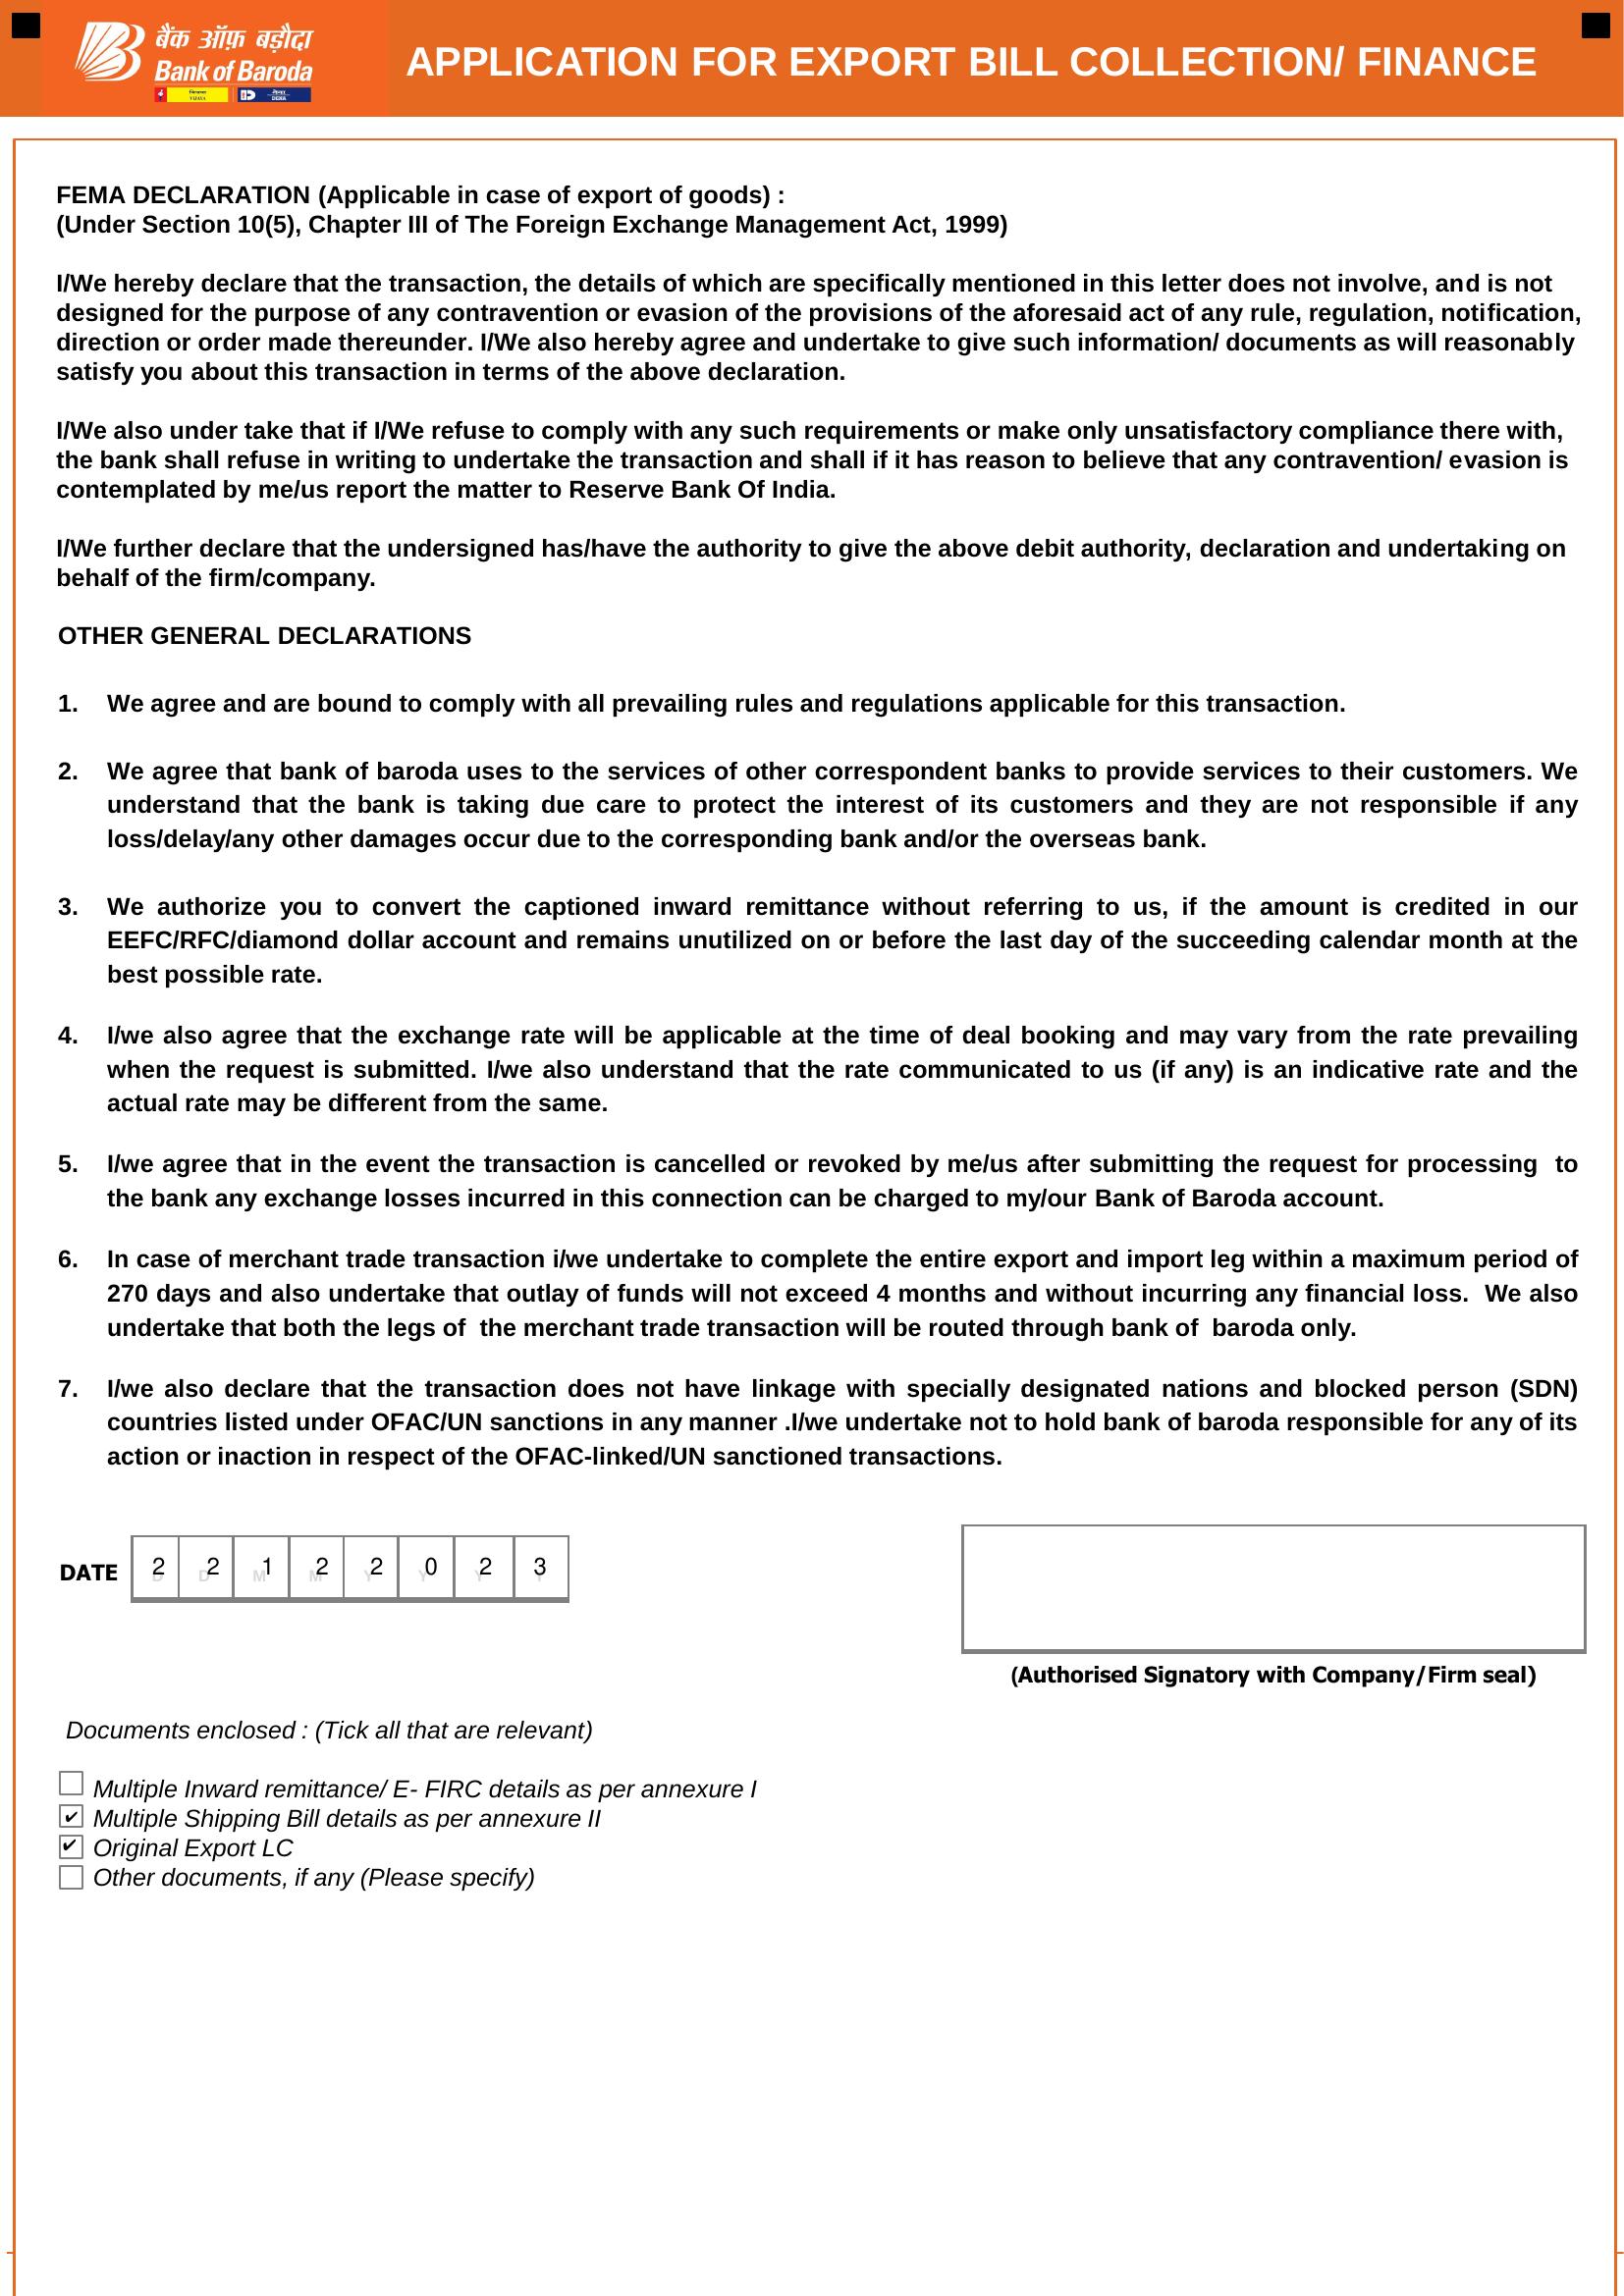 बैंक ऑफ़ बड़ौदा
Bank of Baroda
VIJAYA
DENA
APPLICATION FOR EXPORT BILL COLLECTION/ FINANCE
FEMA DECLARATION (Applicable in case of export of goods) :
(Under Section 10(5), Chapter III of The Foreign Exchange Management Act, 1999)
I/We hereby declare that the transaction, the details of which are specifically mentioned in this letter does not involve, and is not
designed for the purpose of any contravention or evasion of the provisions of the aforesaid act of any rule, regulation, notification,
direction or order made thereunder. I/We also hereby agree and undertake to give such information/ documents as will reasonably
satisfy you about this transaction in terms of the above declaration.
I/We also under take that if I/We refuse to comply with any such requirements or make only unsatisfactory compliance there with,
the bank shall refuse in writing to undertake the transaction and shall if it has reason to believe that any contravention/ evasion is
contemplated by me/us report the matter to Reserve Bank Of India.
I/We further declare that the undersigned has/have the authority to give the above debit authority, declaration and undertaking on
behalf of the firm/company.
OTHER GENERAL DECLARATIONS
1. We agree and are bound to comply with all prevailing rules and regulations applicable for this transaction.
2. We agree that bank of baroda uses to the services of other correspondent banks to provide services to their customers. We
understand that the bank is taking due care to protect the interest of its customers and they are not responsible if any
loss/delay/any other damages occur due to the corresponding bank and/or the overseas bank.
3. We authorize you to convert the captioned inward remittance without referring to us, if the amount is credited in our
EEFC/RFC/diamond dollar account and remains unutilized on or before the last day of the succeeding calendar month at the
best possible rate.
4. I/we also agree that the exchange rate will be applicable at the time of deal booking and may vary from the rate prevailing
when the request is submitted. I/we also understand that the rate communicated to us (if any) is an indicative rate and the
actual rate may be different from the same.
5. I/we agree that in the event the transaction is cancelled or revoked by me/us after submitting the request for processing to
the bank any exchange losses incurred in this connection can be charged to my/our Bank of Baroda account.
6. In case of merchant trade transaction i/we undertake to complete the entire export and import leg within a maximum period of
270 days and also undertake that outlay of funds will not exceed 4 months and without incurring any financial loss. We also
undertake that both the legs of the merchant trade transaction will be routed through bank of baroda only.
7. I/we also declare that the transaction does not have linkage with specially designated nations and blocked person (SDN)
countries listed under OFAC/UN sanctions in any manner .I/we undertake not to hold bank of baroda responsible for any of its
action or inaction in respect of the OFAC-linked/UN sanctioned transactions.
DATE 2 2 1 2 2 0 2 3
D D M M Y Y Y Y
(Authorised Signatory with Company/Firm seal)
Documents enclosed : (Tick all that are relevant)
Multiple Inward remittance/ E- FIRC details as per annexure I
✔ Multiple Shipping Bill details as per annexure II
✔ Original Export LC
Other documents, if any (Please specify)